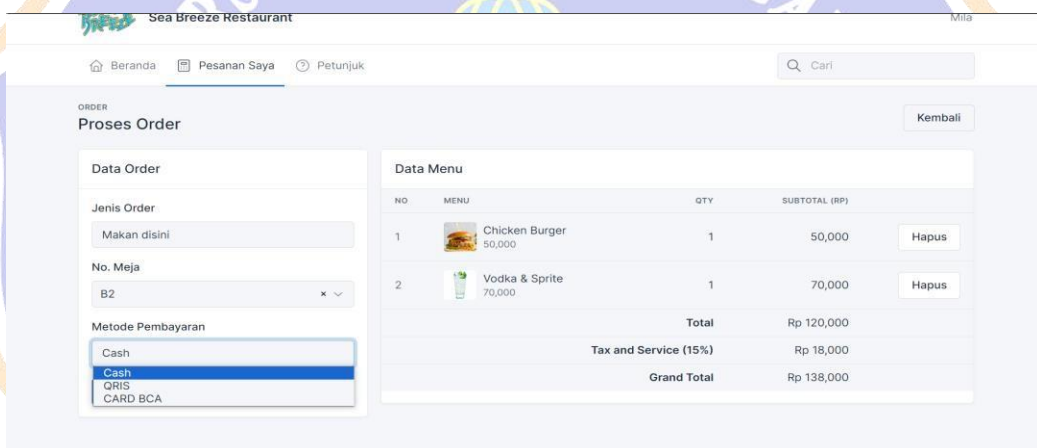 BREEZE
Sea Breeze Restaurant
Mila
Beranda
Pesanan Saya
Petunjuk
Cari
ORDER
Proses Order
Kembali
Data Order
Jenis Order
Makan disini
No. Meja
B2
Metode Pembayaran
Cash
Cash
QRIS
CARD BCA
Data Menu
NO MENU QTY SUBTOTAL (RP)
1 Chicken Burger 1 50,000 Hapus
50,000
2 Vodka & Sprite 1 70,000 Hapus
70,000
Total Rp 120,000
Tax and Service (15%) Rp 18,000
Grand Total Rp 138,000